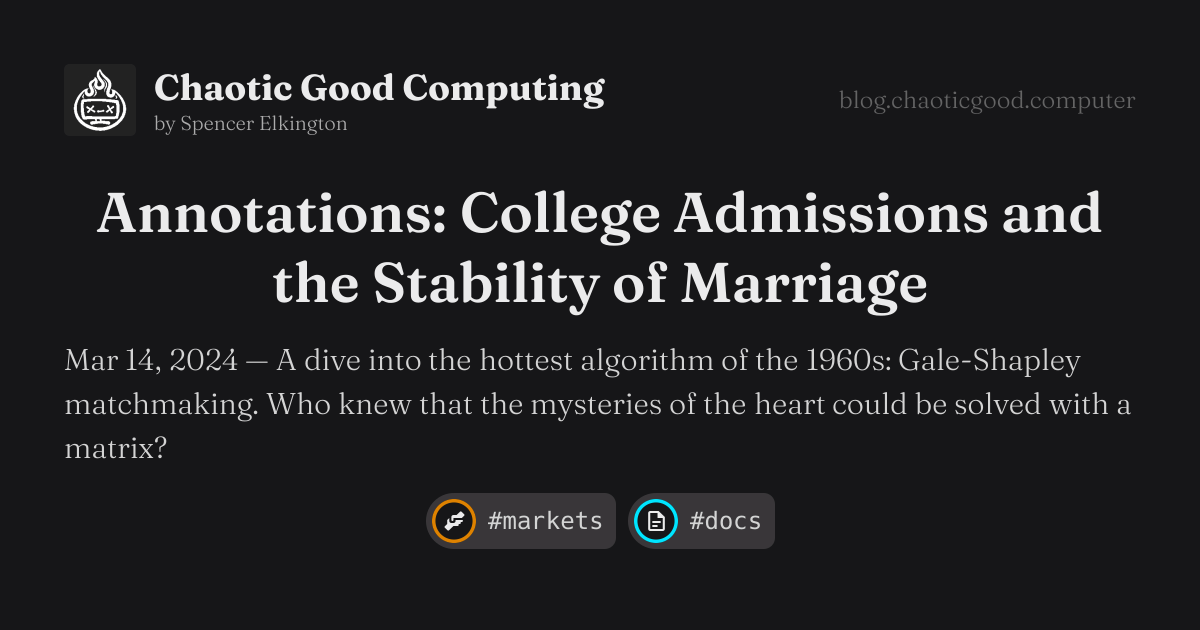 Chaotic Good Computing
by Spencer Elkington
blog.chaoticgood.computer
Annotations: College Admissions and
the Stability of Marriage
Mar 14, 2024 — A dive into the hottest algorithm of the 1960s: Gale-Shapley
matchmaking. Who knew that the mysteries of the heart could be solved with a
matrix?
#markets
#docs